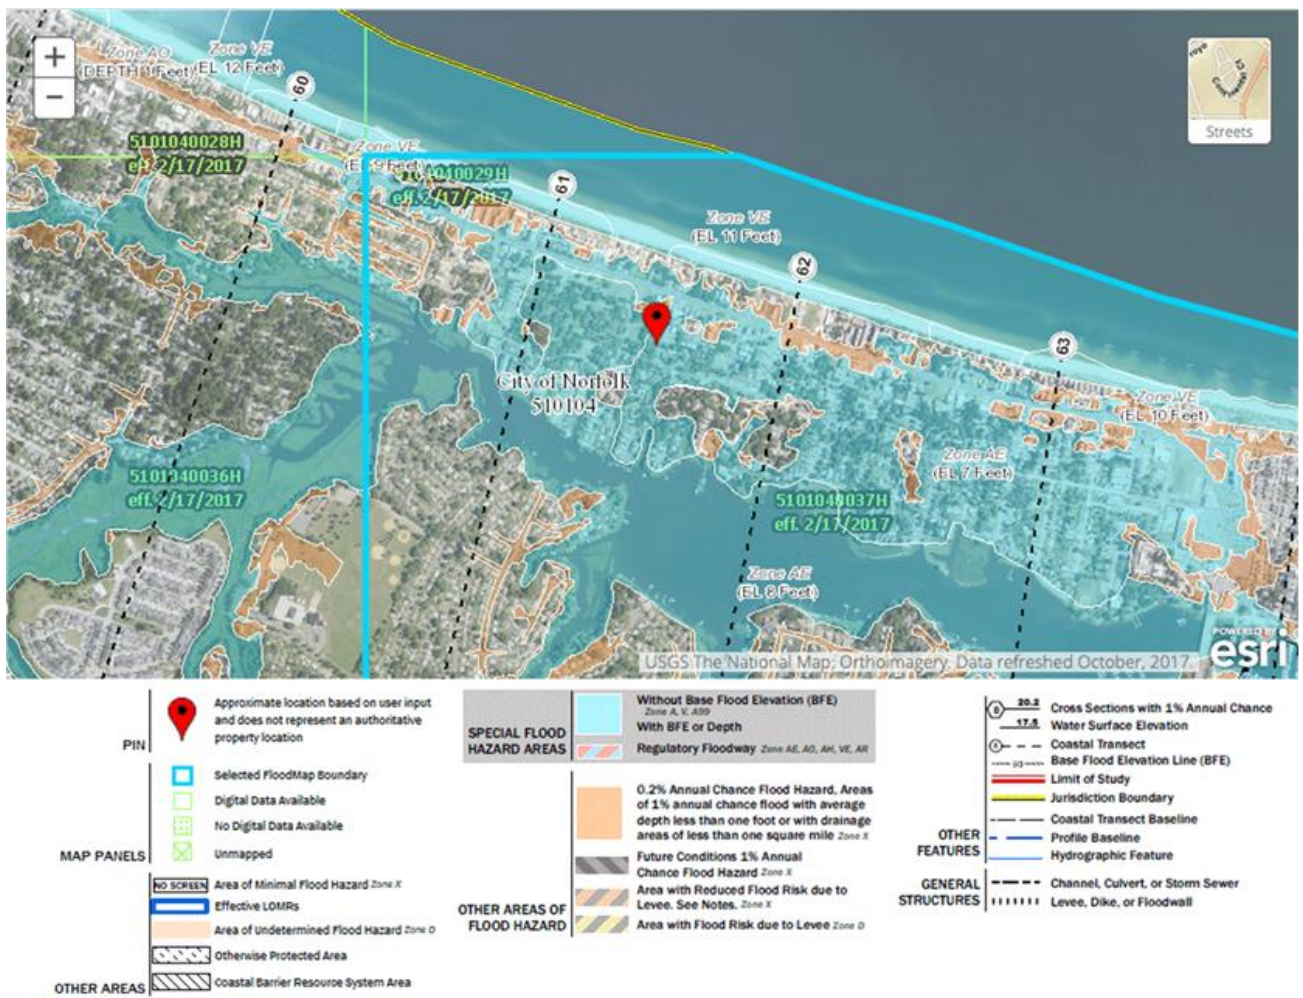 +
−
Zone AO
(DEPTH 1 Feet)
Zone VE
(EL 12 Feet)
60
Streets
5101040028H
eff. 2/17/2017
Zone VE
(EL 9 Feet)
5101040029H
eff. 2/17/2017
61
Zone VE
(EL 11 Feet)
62
63
City of Norfolk
510104
Zone VE
(EL 10 Feet)
Zone AE
(EL 7 Feet)
5101040036H
eff. 2/17/2017
5101040037H
eff. 2/17/2017
Zone AE
(EL 8 Feet)
POWERED BY
esri
USGS The National Map: Orthoimagery. Data refreshed October, 2017.
PIN
Approximate location based on user input
and does not represent an authoritative
property location
MAP PANELS
Selected FloodMap Boundary
Digital Data Available
No Digital Data Available
Unmapped
OTHER AREAS
NO SCREEN Area of Minimal Flood Hazard Zone X
Effective LOMRs
Area of Undetermined Flood Hazard Zone D
Otherwise Protected Area
Coastal Barrier Resource System Area
SPECIAL FLOOD
HAZARD AREAS
Without Base Flood Elevation (BFE)
Zone A, V, A99
With BFE or Depth
Regulatory Floodway Zone AE, AO, AH, VE, AR
OTHER AREAS OF
FLOOD HAZARD
0.2% Annual Chance Flood Hazard, Areas
of 1% annual chance flood with average
depth less than one foot or with drainage
areas of less than one square mile Zone X
Future Conditions 1% Annual
Chance Flood Hazard Zone X
Area with Reduced Flood Risk due to
Levee. See Notes. Zone X
Area with Flood Risk due to Levee Zone D
OTHER
FEATURES
20.2 Cross Sections with 1% Annual Chance
17.5 Water Surface Elevation
Coastal Transect
Base Flood Elevation Line (BFE)
Limit of Study
Jurisdiction Boundary
Coastal Transect Baseline
Profile Baseline
Hydrographic Feature
GENERAL
STRUCTURES
Channel, Culvert, or Storm Sewer
Levee, Dike, or Floodwall